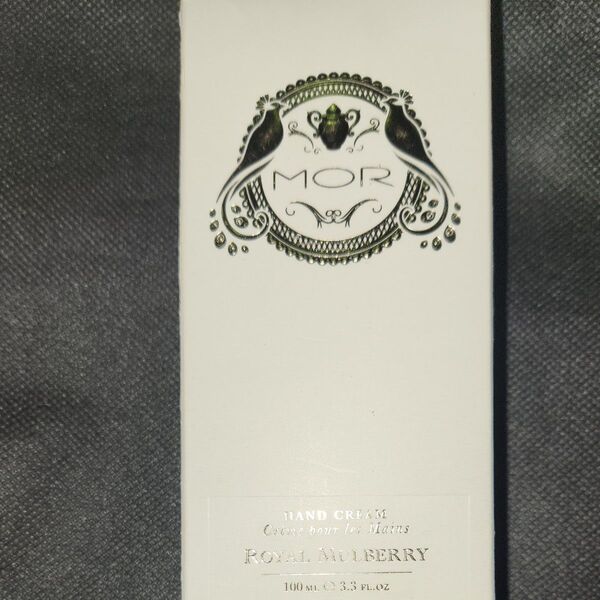 MOR
HAND CREAM
Crème pour les Mains
ROYAL MULBERRY
100 ML ℮ 3.3 FL.OZ